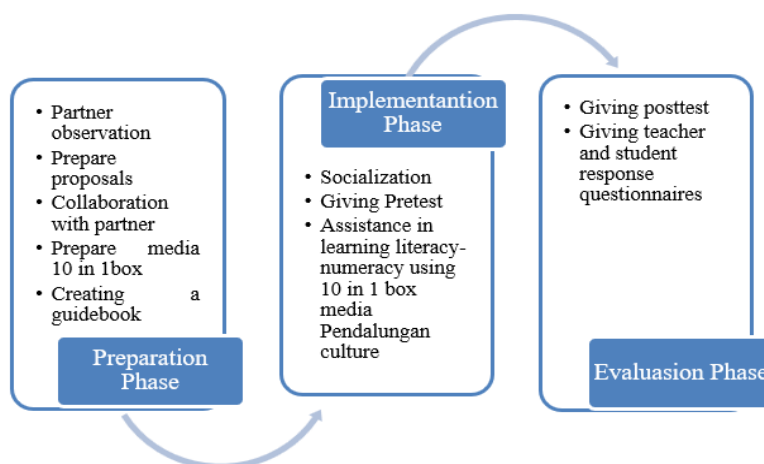 • Partner
observation
• Prepare
proposals
• Collaboration
with partner
• Prepare media
10 in 1box
• Creating a
guidebook
Preparation
Phase
Implementantion
Phase
• Socialization
• Giving Pretest
• Assistance in
learning literacy-
numeracy using
10 in 1 box
media
Pendalungan
culture
• Giving posttest
• Giving teacher
and student
response
questionnaires
Evaluasion Phase